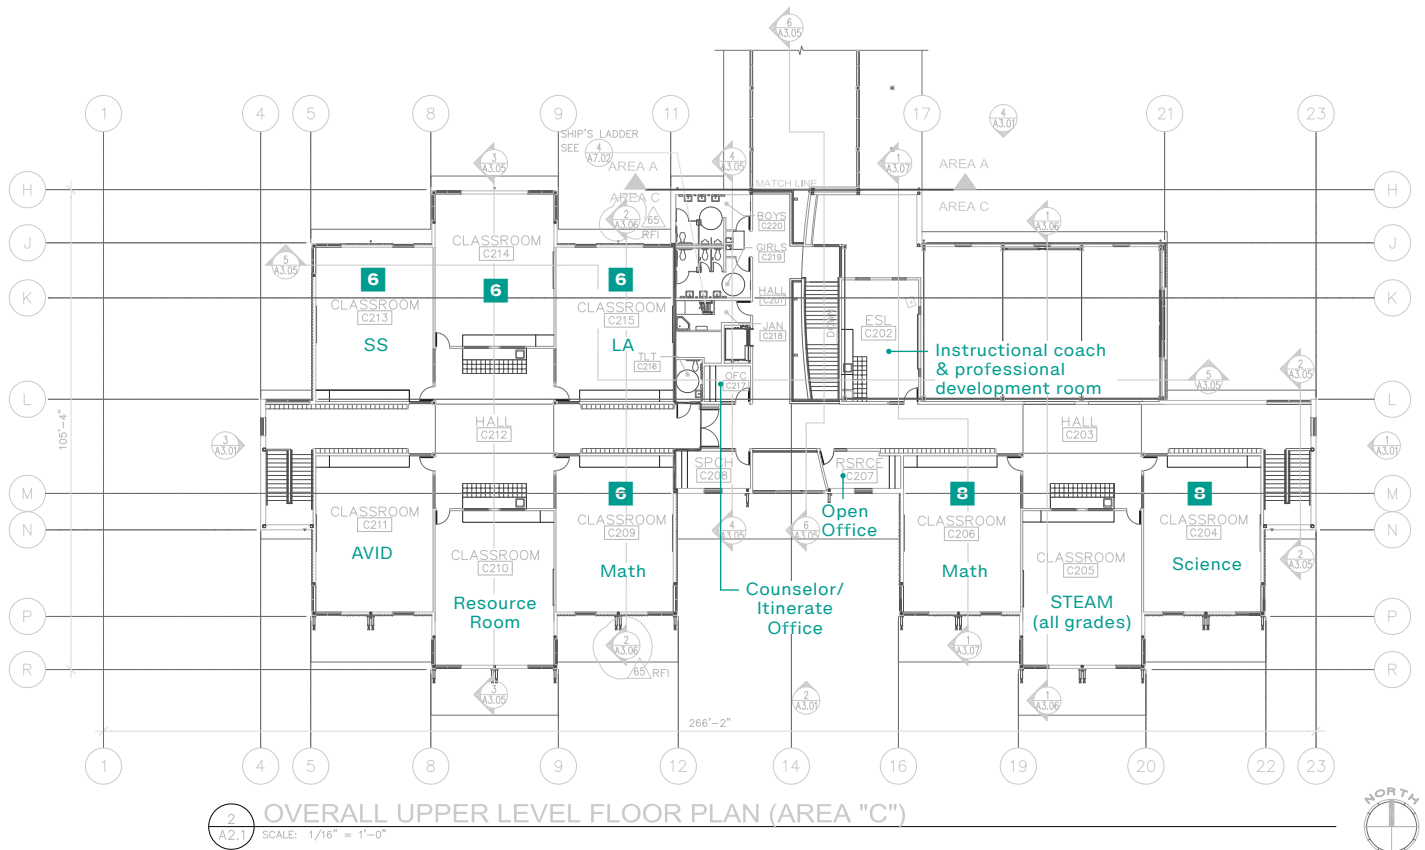 6
A3.05
1
4
5
8
9
11
17
4
A3.01
21
23
SHIP'S LADDER
SEE
4
A7.02
3
A3.05
4
A3.05
1
A3.07
AREA A
AREA A
H
MATCH LINE
H
AREA C
AREA C
2
A3.06
65
RFI
BOYS
C220
1
A3.06
J
CLASSROOM
C214
GIRLS
C219
J
5
A3.05
6
6
6
K
HALL
C201
K
CLASSROOM
C213
CLASSROOM
C215
JAN
C218
DOWN
ESL
C202
SS
LA
TLT
C216
Instructional coach
& professional
development room
OFC
C217
5
A3.05
2
A3.05
L
L
105'-4"
HALL
C212
HALL
C203
3
A3.01
1
A3.01
SPCH
C208
RSRCE
C207
M
6
8
8
M
CLASSROOM
C211
CLASSROOM
C209
Open
Office
CLASSROOM
C206
CLASSROOM
C204
N
4
A3.05
6
A3.05
N
AVID
CLASSROOM
C210
Math
Math
CLASSROOM
C205
Science
2
A3.05
Resource
Room
Counselor/
Itinerate
Office
STEAM
(all grades)
P
P
2
A3.06
1
A3.07
R
65
RFI
R
3
A3.05
2
A3.01
1
A3.06
266'-2"
1
4
5
8
9
12
14
16
19
20
22
23
2
A2.1
OVERALL UPPER LEVEL FLOOR PLAN (AREA "C")
SCALE: 1/16" = 1'-0"
NORTH